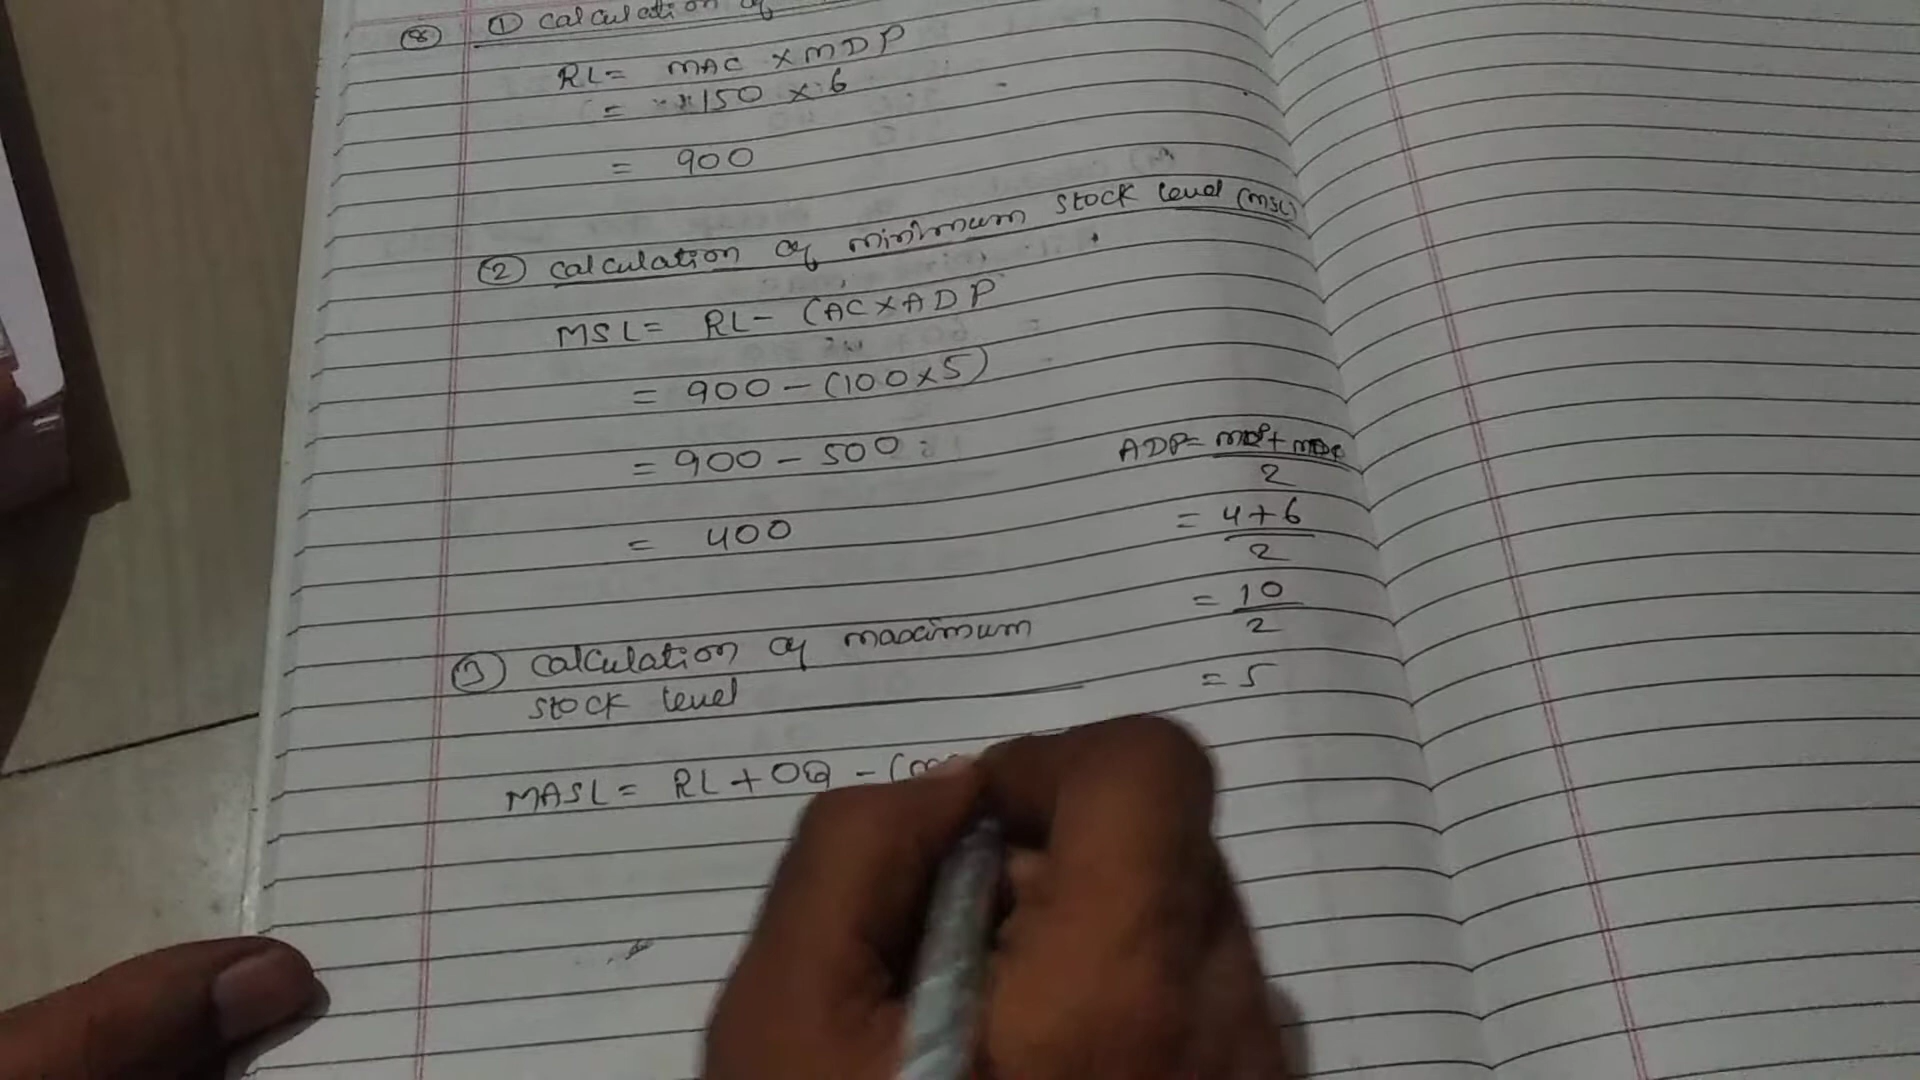 ⑧ ① calculation of
RL = MAC × MDP
= 150 × 6
= 900
② calculation of minimum stock level (MSL)
MSL = RL - (AC × ADP
= 900 - (100 × 5)
= 900 - 500
= 400
ADP =
2
= 4 + 6
2
= 10
2
= 5
③ calculation of maximum
stock level
MASL = RL + OQ - (